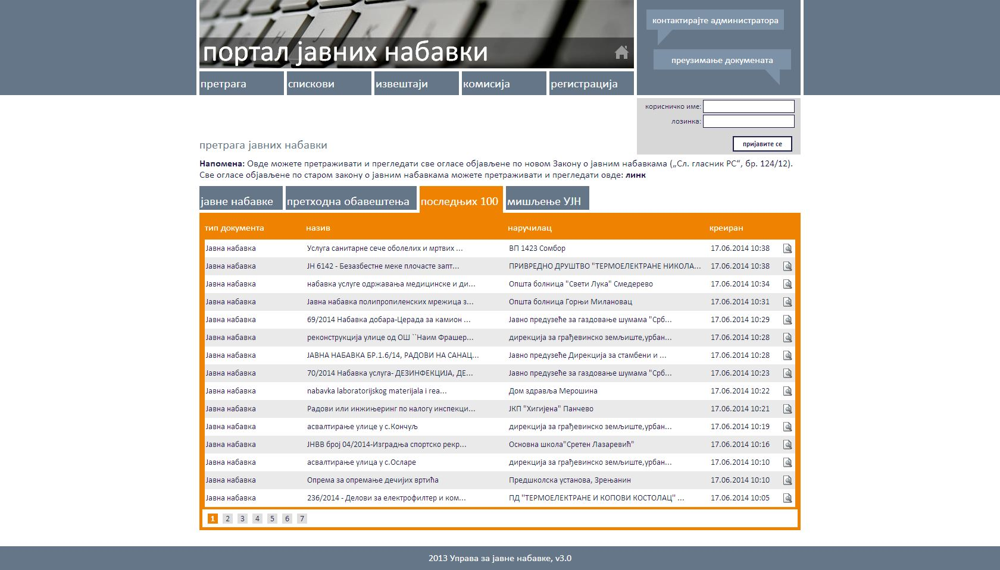 портал јавних набавки
контактирајте администратора
преузимање докумената
претрага
спискови
извештаји
комисија
регистрација
корисничко име:
лозинка:
пријавите се
претрага јавних набавки
Напомена: Овде можете претраживати и прегледати све огласе објављене по новом Закону о јавним набавкама („Сл. гласник РС“, бр. 124/12).
Све огласе објављене по старом закону о јавним набавкама можете претраживати и прегледати овде: линк
јавне набавке претходна обавештења последњих 100 мишљење УЈН
тип документа назив наручилац креиран
Јавна набавка Услуга санитарне сече оболелих и мртвих ... ВП 1423 Сомбор 17.06.2014 10:38
Јавна набавка ЈН 6142 - Безазбестне меке плочасте запт... ПРИВРЕДНО ДРУШТВО "ТЕРМОЕЛЕКТРАНЕ НИКОЛА... 17.06.2014 10:38
Јавна набавка набавка услуге одржавања медицинске и ди... Општа болница "Свети Лука" Смедерево 17.06.2014 10:34
Јавна набавка Јавна набавка полипропиленских мрежица з... Општа болница Горњи Милановац 17.06.2014 10:31
Јавна набавка 69/2014 Набавка добара-Церада за камион ... Јавно предузеће за газдовање шумама "Срб... 17.06.2014 10:29
Јавна набавка реконструкција улице од ОШ ``Наим Фрашер... дирекција за грађевинско земљиште,урбан... 17.06.2014 10:28
Јавна набавка ЈАВНА НАБАВКА БР.1.6/14, РАДОВИ НА САНАЦ... Јавно предузеће Дирекција за стамбени и ... 17.06.2014 10:28
Јавна набавка 70/2014 Набавка услуга- ДЕЗИНФЕКЦИЈА, ДЕ... Јавно предузеће за газдовање шумама "Срб... 17.06.2014 10:23
Јавна набавка nabavka laboratorijskog materijala i rea... Дом здравља Мерошина 17.06.2014 10:22
Јавна набавка Радови или инжињеринг по налогу инспекци... ЈКП "Хигијена" Панчево 17.06.2014 10:21
Јавна набавка асвалтирање улице у с.Кончуљ дирекција за грађевинско земљиште,урбан... 17.06.2014 10:19
Јавна набавка ЈНВВ број 04/2014-Изградња спортско рекр... Основна школа"Сретен Лазаревић" 17.06.2014 10:16
Јавна набавка асвалтирање улица у с.Осларе дирекција за грађевинско земљиште,урбан... 17.06.2014 10:10
Јавна набавка Опрема за опремање дечијих вртића Предшколска установа, Зрењанин 17.06.2014 10:10
Јавна набавка 236/2014 - Делови за електрофилтер и ком... ПД "ТЕРМОЕЛЕКТРАНЕ И КОПОВИ КОСТОЛАЦ" ... 17.06.2014 10:05
1 2 3 4 5 6 7
2013 Управа за јавне набавке, v3.0